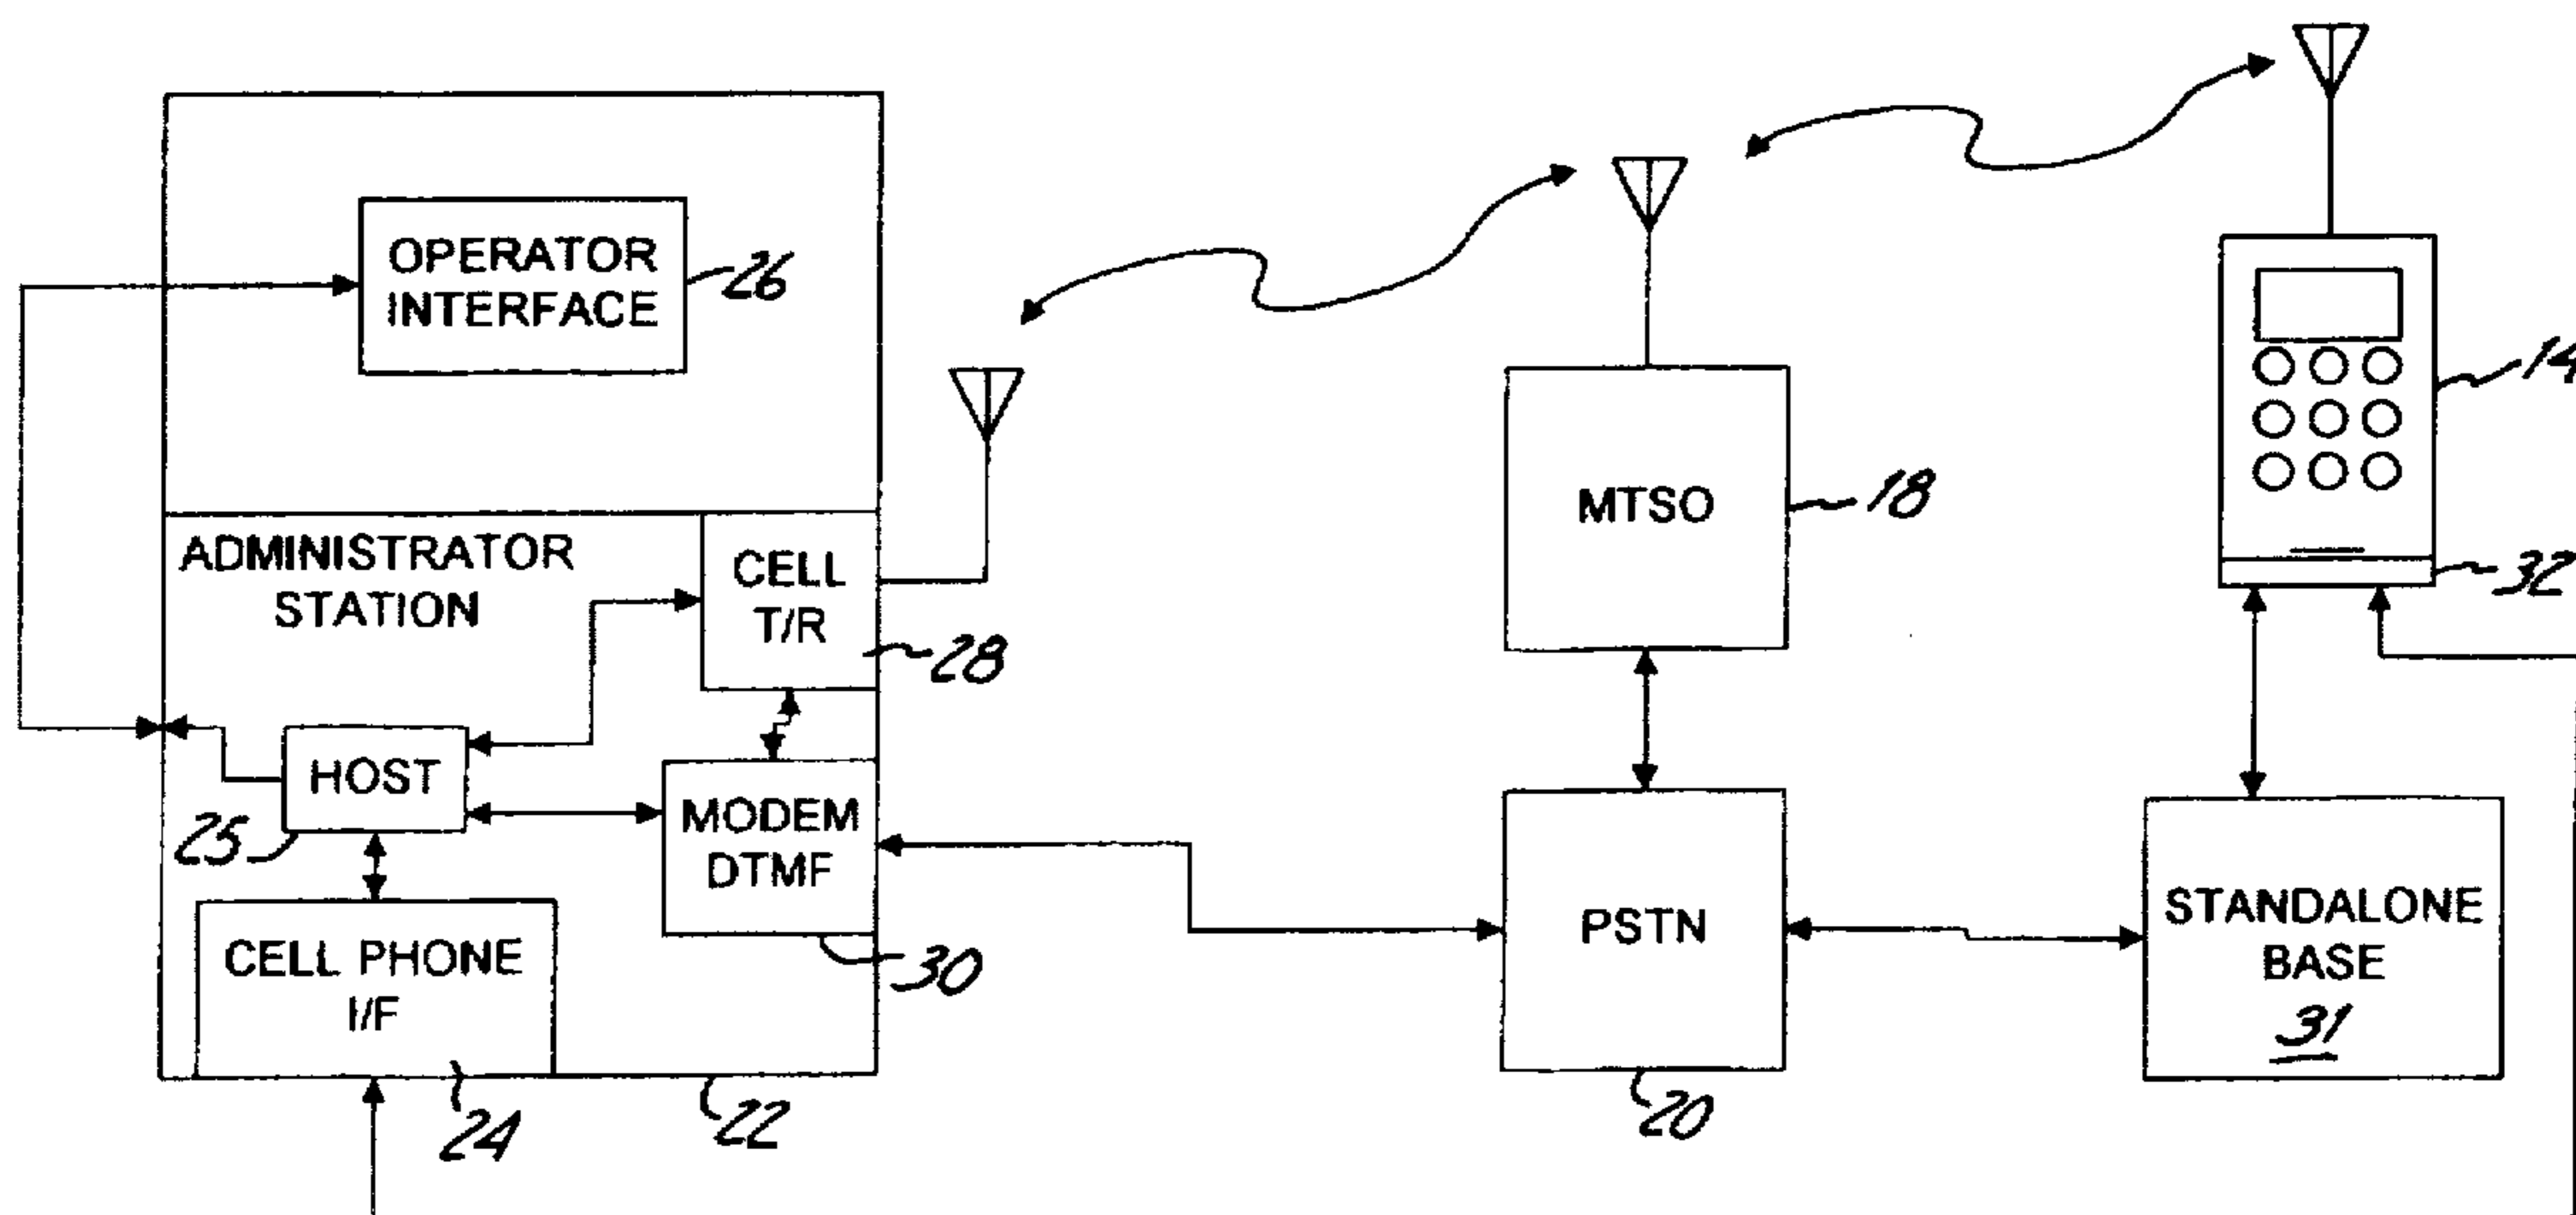 OPERATOR
INTERFACE
26
ADMINISTRATOR
STATION
CELL
T/R
28
HOST
25
MODEM
DTMF
30
CELL PHONE
I/F
24
22
MTSO
18
PSTN
20
14
32
STANDALONE
BASE
31